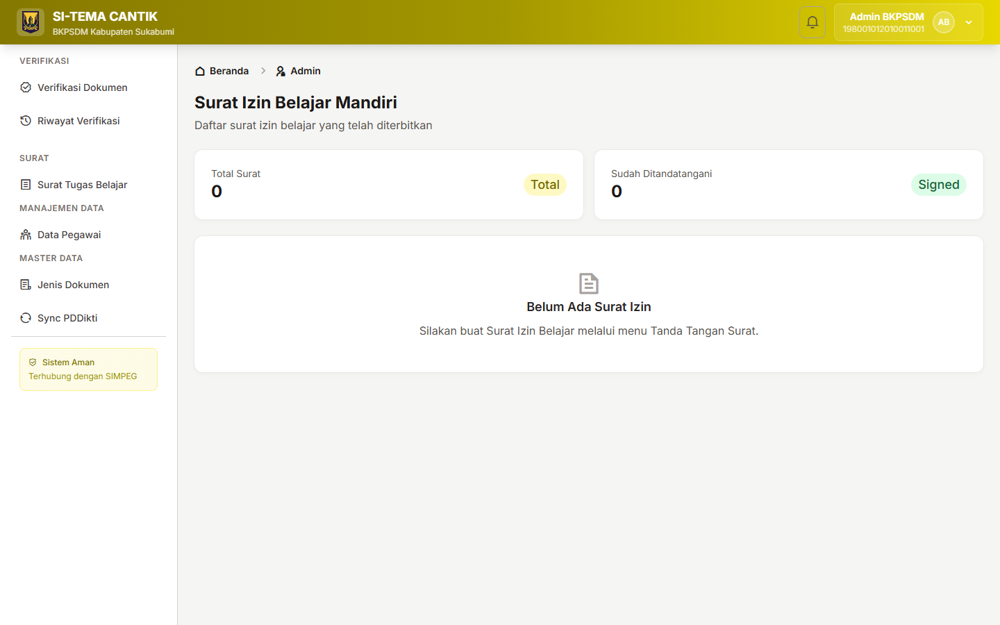 SI-TEMA CANTIK
BKPSDM Kabupaten Sukabumi
Admin BKPSDM
198001012010011001
AB
VERIFIKASI
Verifikasi Dokumen
Riwayat Verifikasi
SURAT
Surat Tugas Belajar
MANAJEMEN DATA
Data Pegawai
MASTER DATA
Jenis Dokumen
Sync PDDikti
Sistem Aman
Terhubung dengan SIMPEG
Beranda
Admin
Surat Izin Belajar Mandiri
Daftar surat izin belajar yang telah diterbitkan
Total Surat
0
Total
Sudah Ditandatangani
0
Signed
Belum Ada Surat Izin
Silakan buat Surat Izin Belajar melalui menu Tanda Tangan Surat.